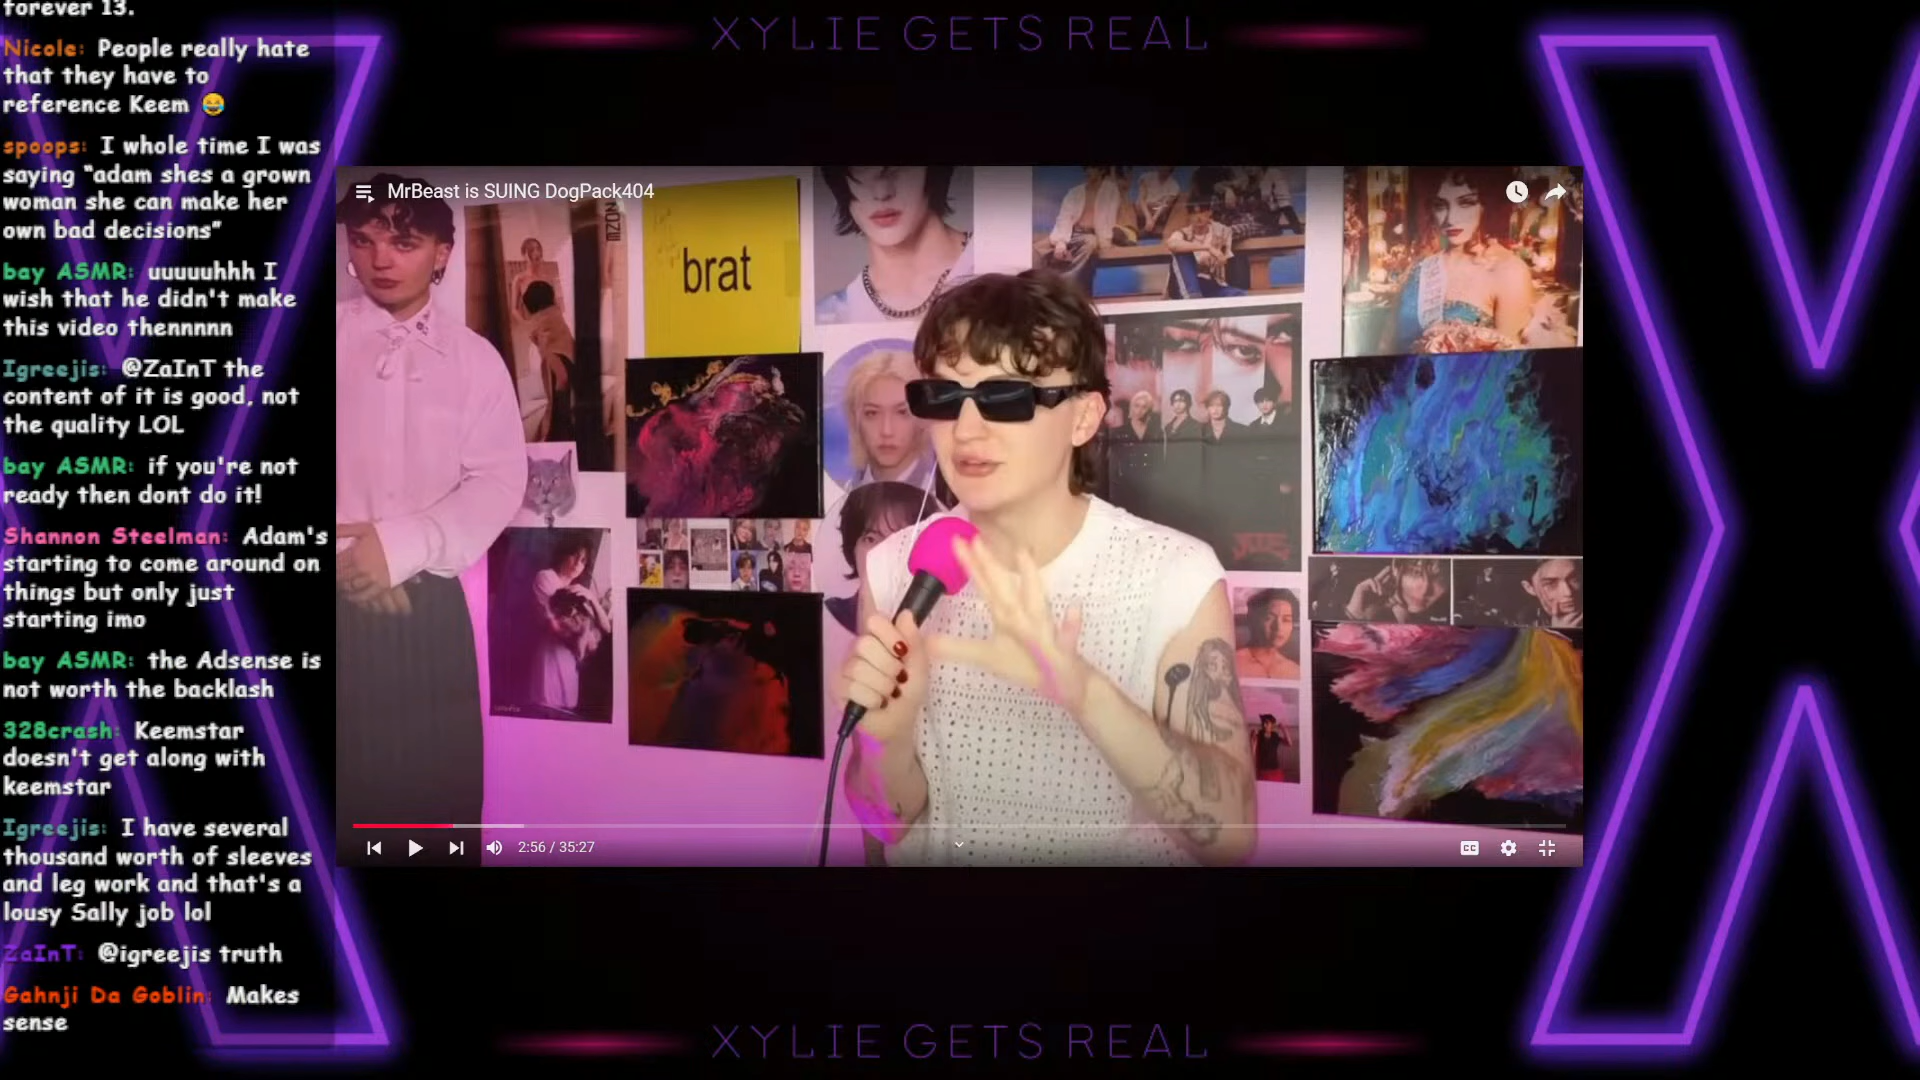 XYLIE GETS REAL
forever 13.
Nicole: People really hate
that they have to
reference Keem 😂
spoops: I whole time I was
saying "adam shes a grown
woman she can make her
own bad decisions"
bay ASMR: uuuuuhhh I
wish that he didn't make
this video thennnnn
Igreejis: @ZaInT the
content of it is good, not
the quality LOL
bay ASMR: if you're not
ready then dont do it!
Shannon Steelman: Adam's
starting to come around on
things but only just
starting imo
bay ASMR: the Adsense is
not worth the backlash
328crash: Keemstar
doesn't get along with
keemstar
Igreejis: I have several
thousand worth of sleeves
and leg work and that's a
lousy Sally job lol
ZaInT: @igreejis truth
Gahnji Da Goblin: Makes
sense
MrBeast is SUING DogPack404
brat
2:56 / 35:27
CC
XYLIE GETS REAL